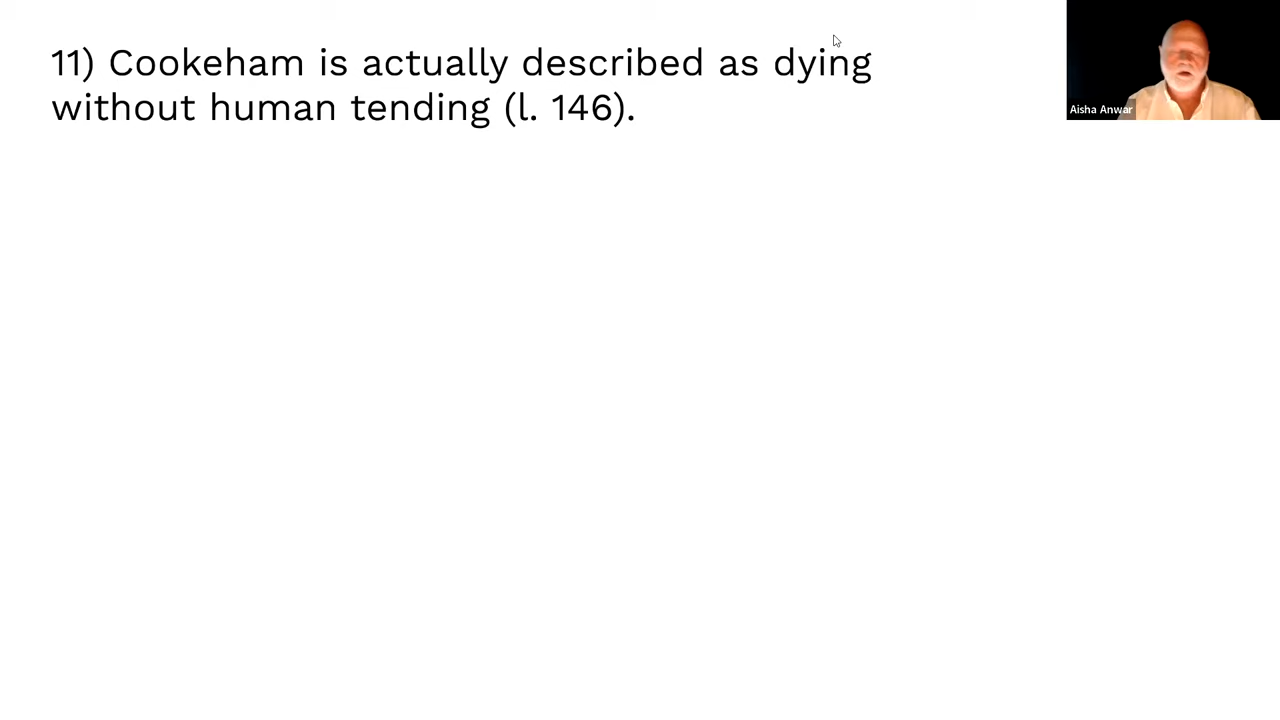 11) Cookeham is actually described as dying
without human tending (l. 146).
Aisha Anwar